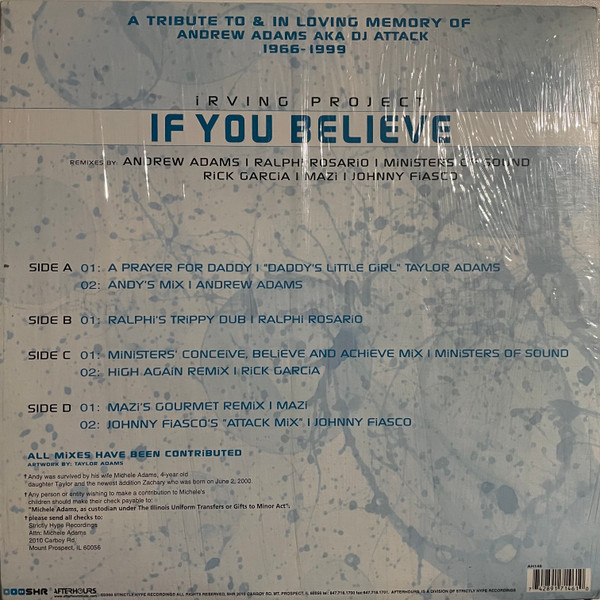 A TRIBUTE TO & IN LOVING MEMORY OF
ANDREW ADAMS AKA DJ ATTACK
1966-1999
iRVING PROJECT
IF YOU BELIEVE
REMIXES BY: ANDREW ADAMS | RALPHi ROSARiO | MiNiSTERS OF SOUND
RiCK GARCiA | MAZi | JOHNNY FiASCO
SIDE A 01: A PRAYER FOR DADDY | "DADDY'S LiTTLE GiRL" TAYLOR ADAMS
02: ANDY'S MiX | ANDREW ADAMS
SIDE B 01: RALPHi'S TRiPPY DUB | RALPHi ROSARiO
SIDE C 01: MiNiSTERS' CONCEiVE, BELiEVE AND ACHiEVE MiX | MiNiSTERS OF SOUND
02: HiGH AGAiN REMiX | RiCK GARCiA
SIDE D 01: MAZi'S GOURMET REMiX | MAZi
02: JOHNNY FiASCO'S "ATTACK MiX" | JOHNNY FiASCO
ALL MiXES HAVE BEEN CONTRiBUTED
ARTWORK BY: TAYLOR ADAMS
† Andy was survived by his wife Michele Adams, 4-year old
daughter Taylor and the newest addition Zachary who was born on June 2, 2000.
† Any person or entity wishing to make a contribution to Michele's
children should make their check payable to:
"Michele Adams, as custodian under The Illinois Uniform Transfers or Gifts to Minor Act".
† please send all checks to:
Strictly Hype Recordings
Attn: Michele Adams
2010 Carboy Rd.
Mount Prospect, IL 60056
SHR AFTERHOURS